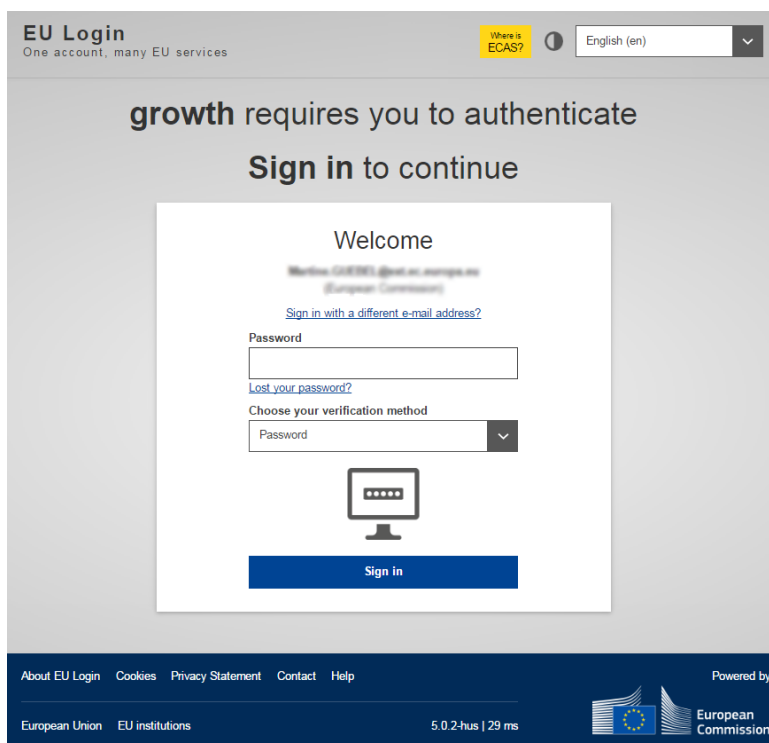 EU Login
One account, many EU services
Where is
ECAS?
English (en)
growth requires you to authenticate
Sign in to continue
Welcome
(European Commission)
Sign in with a different e-mail address?
Password
Lost your password?
Choose your verification method
Password
Sign in
About EU Login Cookies Privacy Statement Contact Help
Powered by
European Union EU institutions
5.0.2-hus | 29 ms
European
Commission